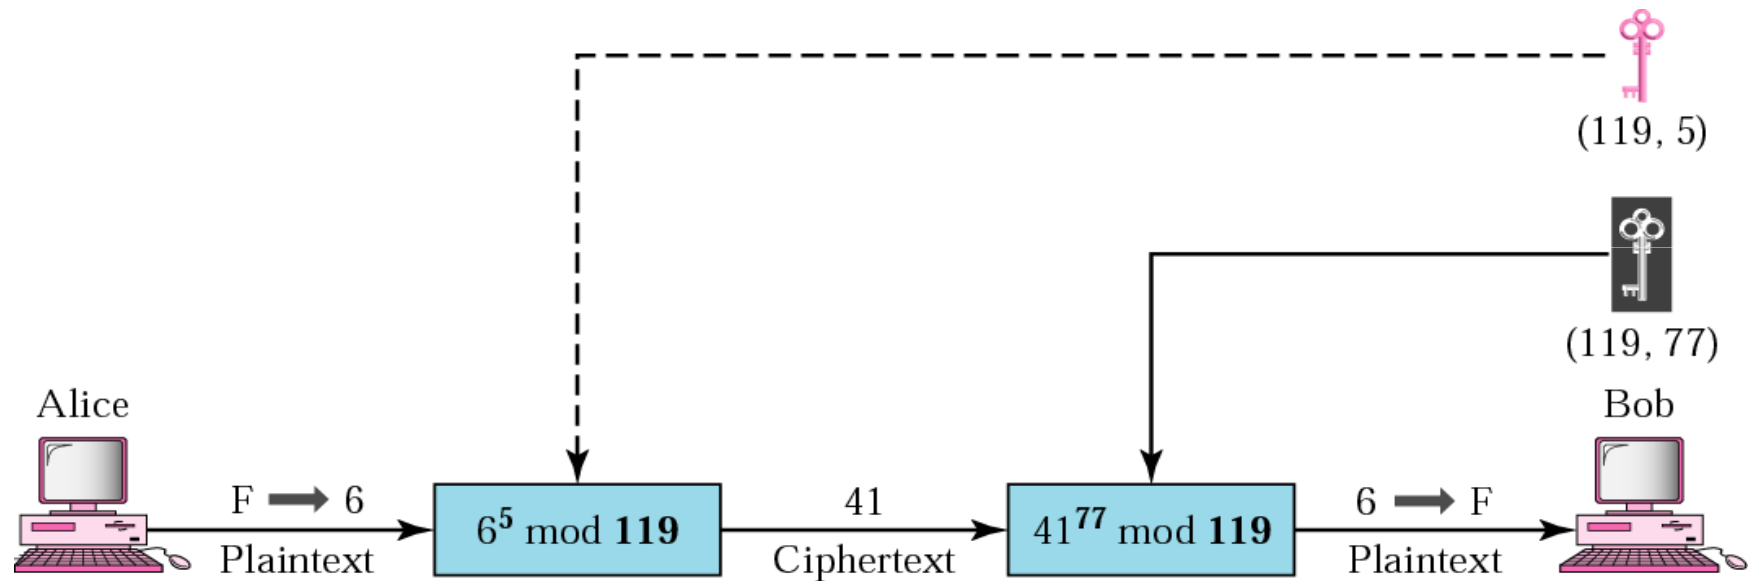 (119, 5)
(119, 77)
Alice
Bob
F → 6
41
6 → F
6⁵ mod 119
41⁷⁷ mod 119
Plaintext
Ciphertext
Plaintext